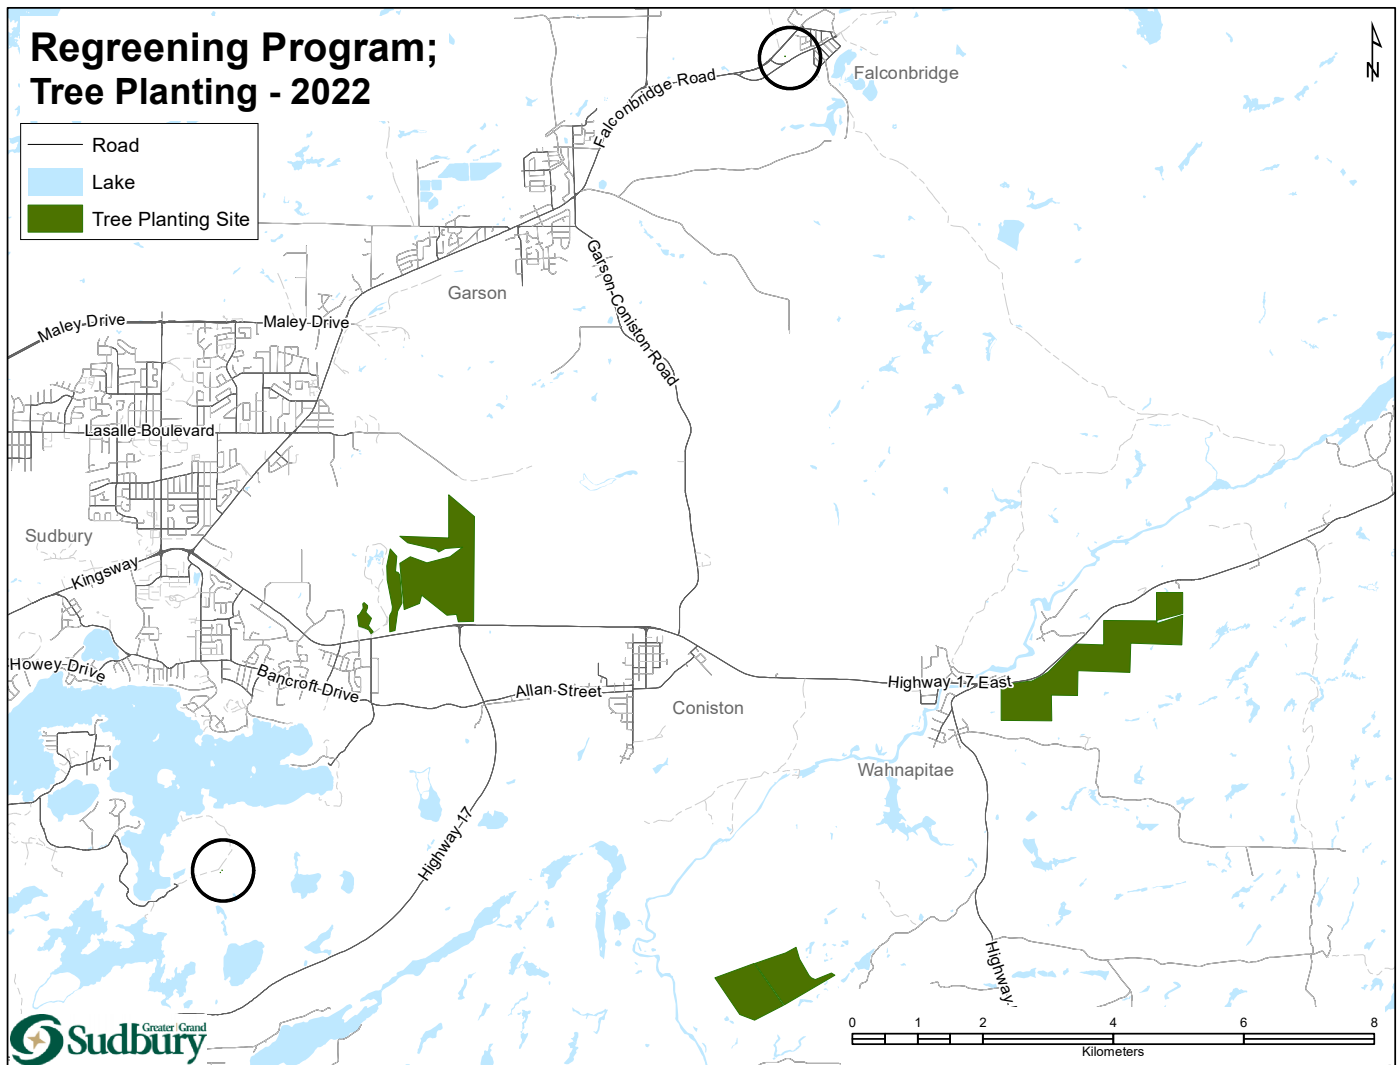 Regreening Program;
Tree Planting - 2022
Road
Lake
Tree Planting Site
N
Falconbridge
Falconbridge Road
Garson
Garson-Coniston Road
Maley Drive
Maley Drive
Lasalle Boulevard
Sudbury
Kingsway
Howey Drive
Bancroft Drive
Allan Street
Coniston
Highway 17 East
Wahnapitae
Highway 17
Highway
Greater Grand
Sudbury
0 1 2 4 6 8
Kilometers